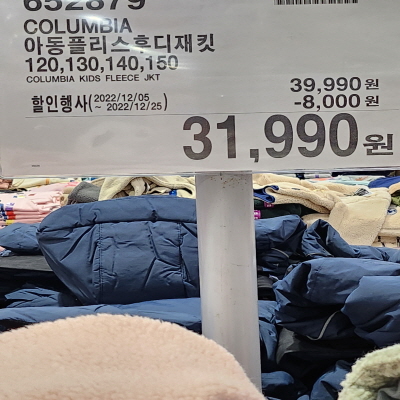 652879
COLUMBIA
아동플리스후디재킷
120,130,140,150
COLUMBIA KIDS FLEECE JKT
39,990 원
할인행사(2022/12/05 ~ 2022/12/25) -8,000 원
31,990 원